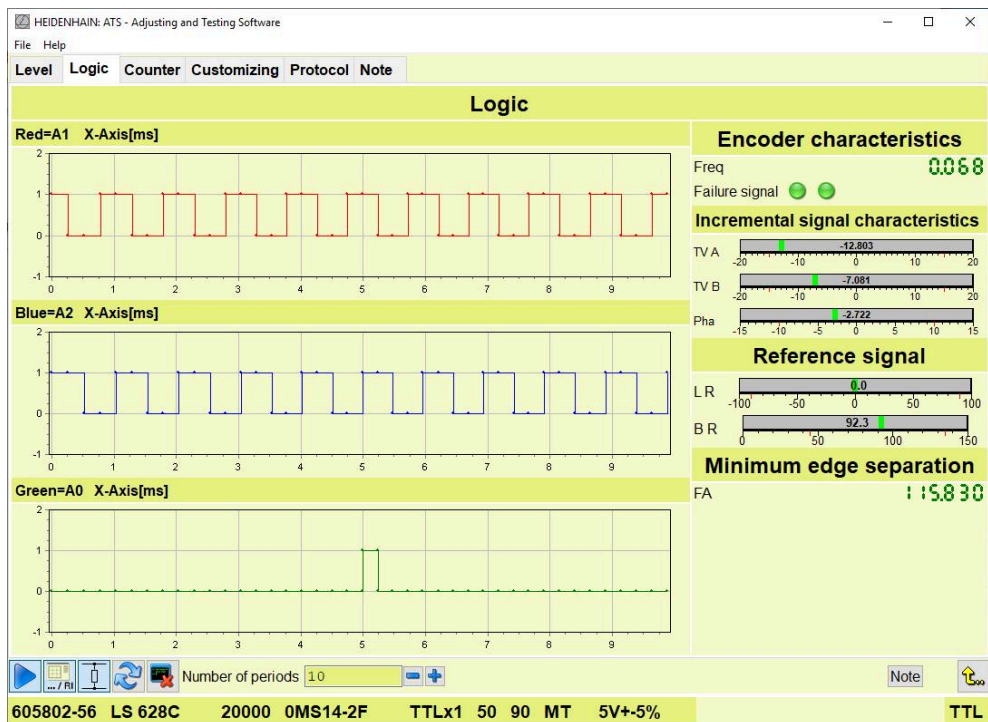 HEIDENHAIN: ATS - Adjusting and Testing Software
File Help
Level Logic Counter Customizing Protocol Note
Logic
Red=A1 X-Axis[ms]
2
1
0
-1
0 1 2 3 4 5 6 7 8 9
Blue=A2 X-Axis[ms]
2
1
0
-1
0 1 2 3 4 5 6 7 8 9
Green=A0 X-Axis[ms]
2
1
0
-1
0 1 2 3 4 5 6 7 8 9
Encoder characteristics
Freq 0.068
Failure signal
Incremental signal characteristics
TV A -12.803
-20 -10 0 10 20
TV B -7.081
-20 -10 0 10 20
Pha -2.722
-15 -10 -5 0 5 10 15
Reference signal
L R 0.0
-100 -50 0 50 100
B R 92.3
0 50 100 150
Minimum edge separation
FA 115.830
... / RI Number of periods 10 Note
605802-56 LS 628C 20000 0MS14-2F TTLx1 50 90 MT 5V+-5% TTL